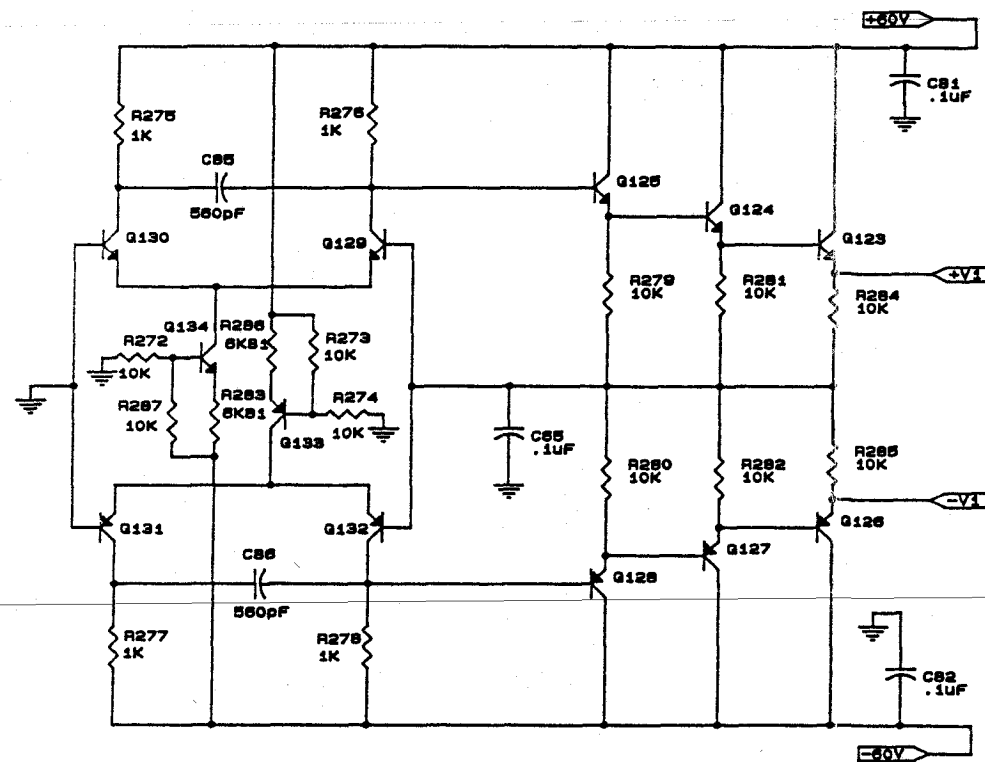 +60V
C81
.1uF
R275
1K
R276
1K
C85
560pF
Q125
Q124
Q123
Q130
Q129
+V1
R279
10K
R281
10K
R284
10K
Q134
R286
6K81
R273
10K
R272
10K
R287
10K
R283
6K81
R274
10K
Q133
C65
.1uF
R280
10K
R282
10K
R285
10K
-V1
Q131
Q132
Q126
Q127
Q128
C86
560pF
R277
1K
R278
1K
C82
.1uF
-60V